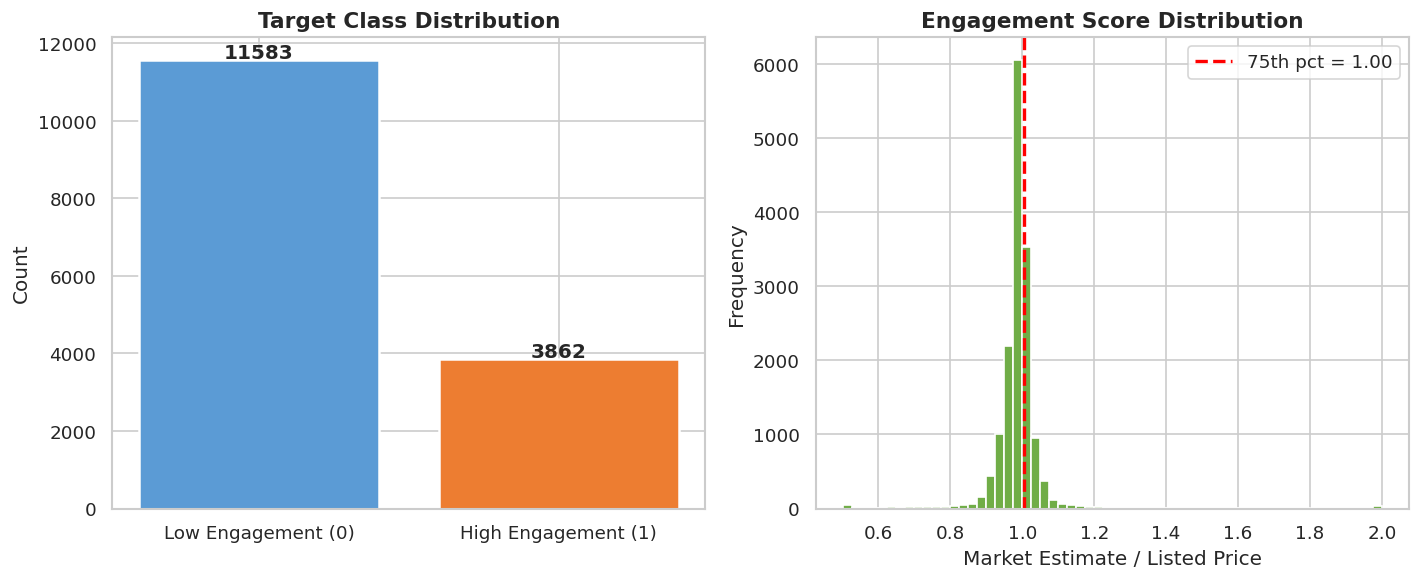 Target Class Distribution
12000
10000
8000
6000
4000
2000
0
Count
11583
3862
Low Engagement (0)
High Engagement (1)
Engagement Score Distribution
6000
5000
4000
3000
2000
1000
0
Frequency
75th pct = 1.00
0.6 0.8 1.0 1.2 1.4 1.6 1.8 2.0
Market Estimate / Listed Price